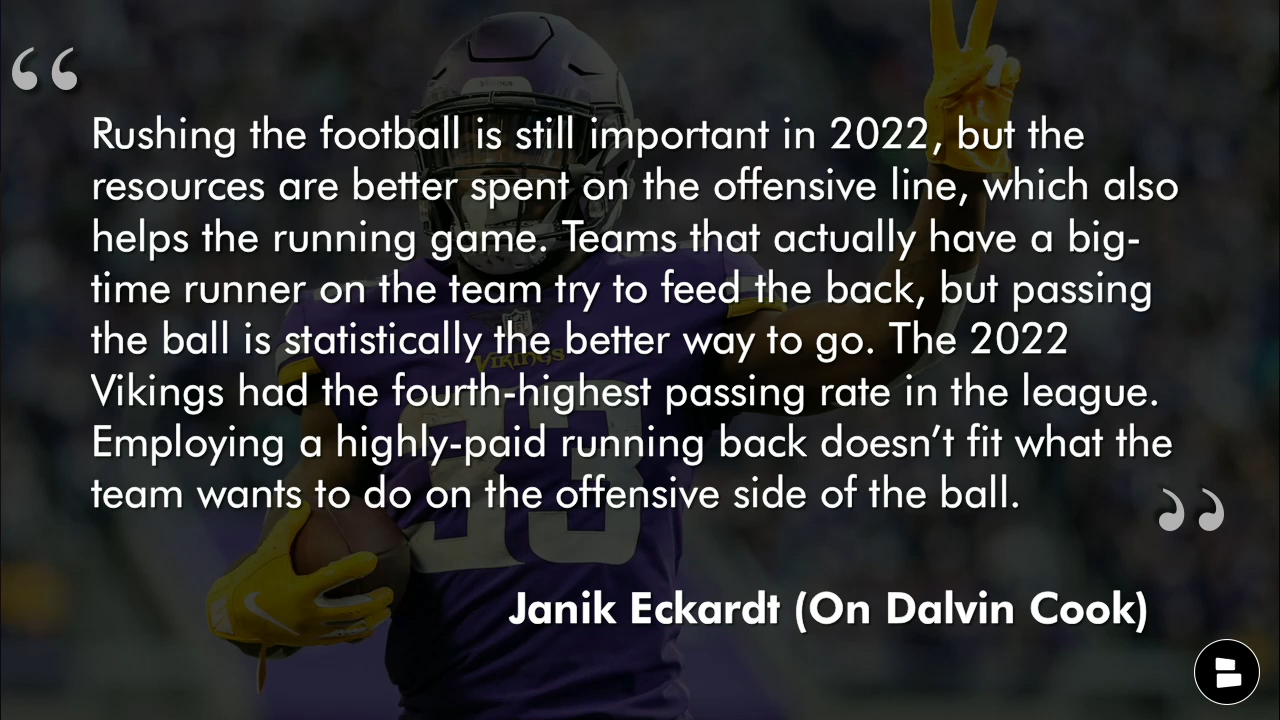 “
Rushing the football is still important in 2022, but the
resources are better spent on the offensive line, which also
helps the running game. Teams that actually have a big-
time runner on the team try to feed the back, but passing
the ball is statistically the better way to go. The 2022
Vikings had the fourth-highest passing rate in the league.
Employing a highly-paid running back doesn’t fit what the
team wants to do on the offensive side of the ball.
”
Janik Eckardt (On Dalvin Cook)
VIKINGS
33